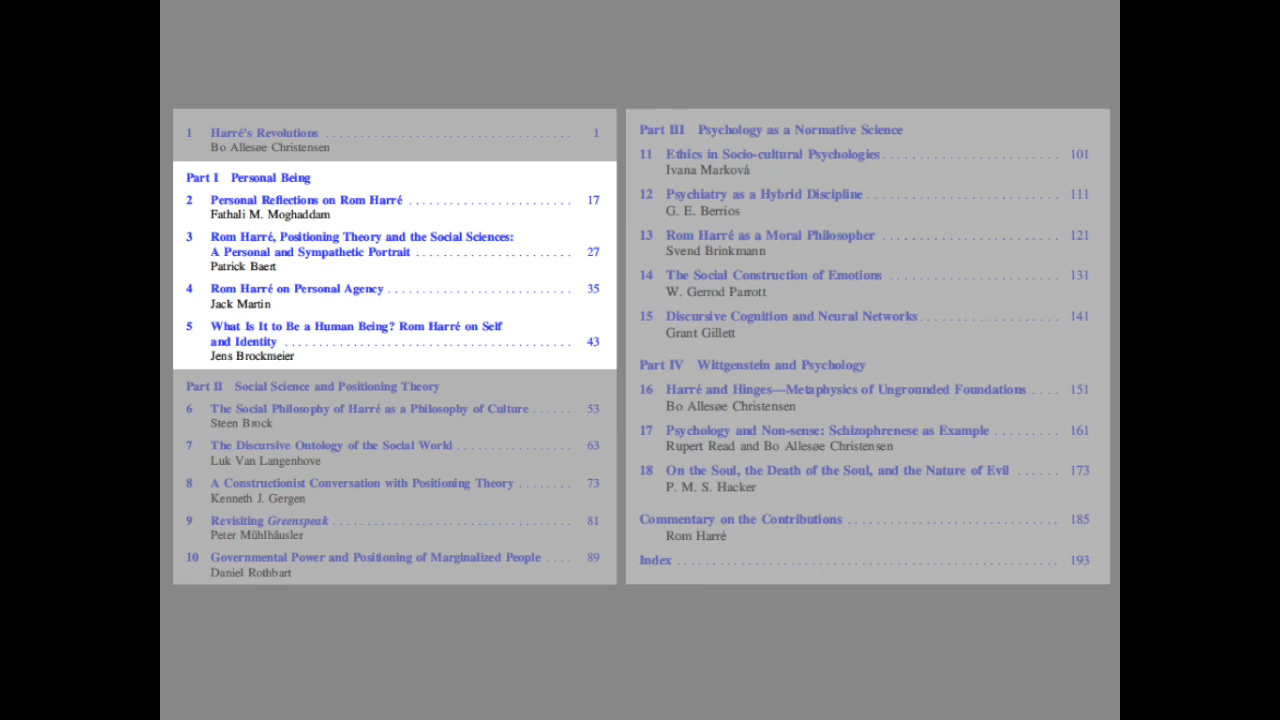 1 Harré's Revolutions . . . . . . . . . . . . . . . . . . . . . . . . . . . . . . 1
Bo Allesøe Christensen
Part I Personal Being
2 Personal Reflections on Rom Harré . . . . . . . . . . . . . . . . . . . . 17
Fathali M. Moghaddam
3 Rom Harré, Positioning Theory and the Social Sciences:
A Personal and Sympathetic Portrait . . . . . . . . . . . . . . . . . . . 27
Patrick Baert
4 Rom Harré on Personal Agency . . . . . . . . . . . . . . . . . . . . . . . 35
Jack Martin
5 What Is It to Be a Human Being? Rom Harré on Self
and Identity . . . . . . . . . . . . . . . . . . . . . . . . . . . . . . . . . . . 43
Jens Brockmeier
Part II Social Science and Positioning Theory
6 The Social Philosophy of Harré as a Philosophy of Culture . . . . . 53
Steen Brock
7 The Discursive Ontology of the Social World . . . . . . . . . . . . . . 63
Luk Van Langenhove
8 A Constructionist Conversation with Positioning Theory . . . . . . . 73
Kenneth J. Gergen
9 Revisiting Greenspeak . . . . . . . . . . . . . . . . . . . . . . . . . . . . . 81
Peter Mühlhäusler
10 Governmental Power and Positioning of Marginalized People . . . . 89
Daniel Rothbart
Part III Psychology as a Normative Science
11 Ethics in Socio-cultural Psychologies . . . . . . . . . . . . . . . . . . . . 101
Ivana Marková
12 Psychiatry as a Hybrid Discipline . . . . . . . . . . . . . . . . . . . . . . 111
G. E. Berrios
13 Rom Harré as a Moral Philosopher . . . . . . . . . . . . . . . . . . . . 121
Svend Brinkmann
14 The Social Construction of Emotions . . . . . . . . . . . . . . . . . . . 131
W. Gerrod Parrott
15 Discursive Cognition and Neural Networks . . . . . . . . . . . . . . . . 141
Grant Gillett
Part IV Wittgenstein and Psychology
16 Harré and Hinges—Metaphysics of Ungrounded Foundations . . . . 151
Bo Allesøe Christensen
17 Psychology and Non-sense: Schizophrenese as Example . . . . . . . . 161
Rupert Read and Bo Allesøe Christensen
18 On the Soul, the Death of the Soul, and the Nature of Evil . . . . . . 173
P. M. S. Hacker
Commentary on the Contributions . . . . . . . . . . . . . . . . . . . . . . . . 185
Rom Harré
Index . . . . . . . . . . . . . . . . . . . . . . . . . . . . . . . . . . . . . . . . . . . . 193